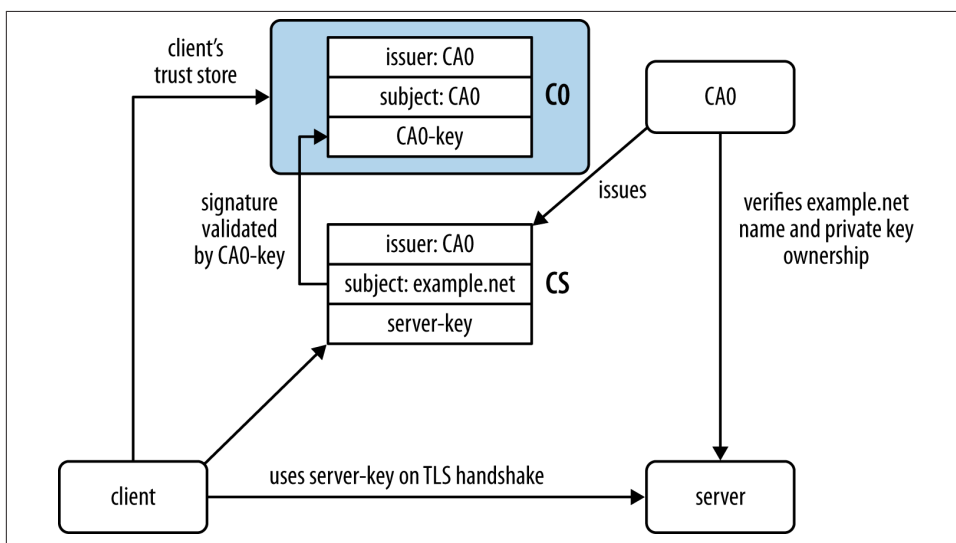 client's
trust store
issuer: CA0
subject: CA0
CA0-key
C0
CA0
issues
signature
validated
by CA0-key
verifies example.net
name and private key
ownership
issuer: CA0
subject: example.net
server-key
CS
uses server-key on TLS handshake
client
server